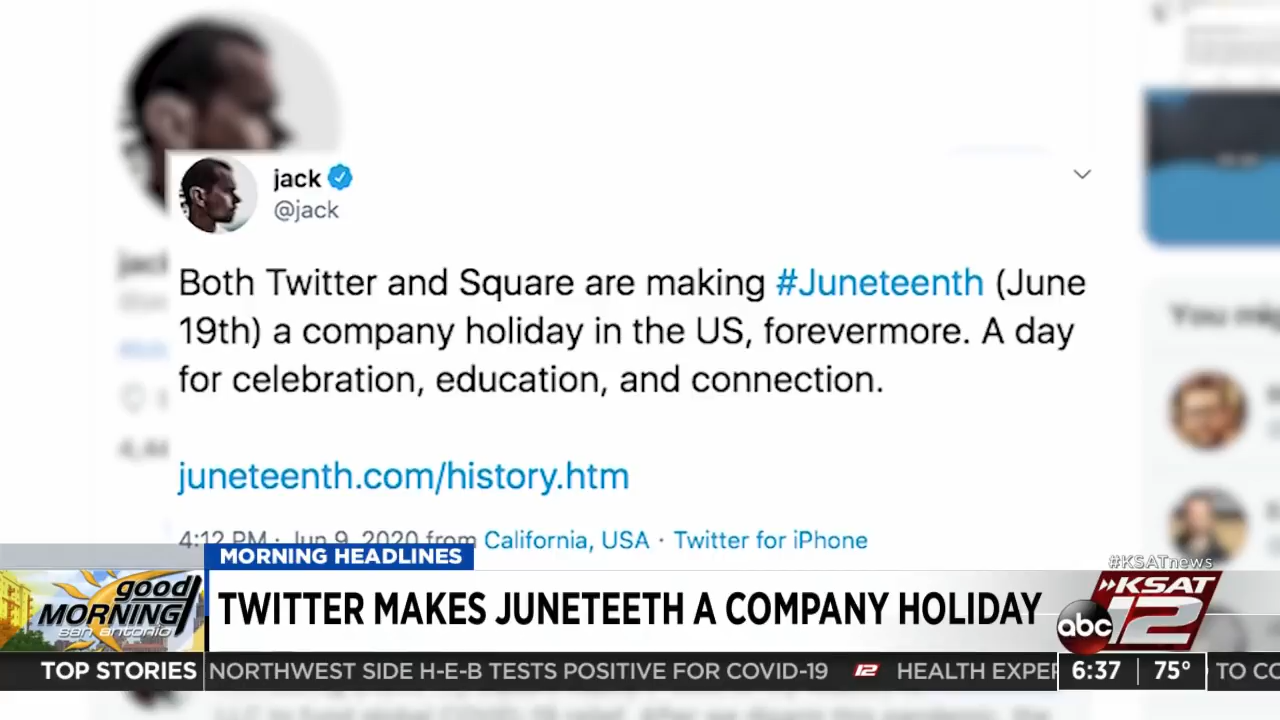 jack
@jack
Both Twitter and Square are making #Juneteenth (June
19th) a company holiday in the US, forevermore. A day
for celebration, education, and connection.
juneteenth.com/history.htm
4:12 PM · Jun 9, 2020 from California, USA · Twitter for iPhone
MORNING HEADLINES
#KSATnews
good
MORNING
san antonio
TWITTER MAKES JUNETEETH A COMPANY HOLIDAY
KSAT
abc 12
TOP STORIES NORTHWEST SIDE H-E-B TESTS POSITIVE FOR COVID-19 12 HEALTH EXPER 6:37 75° TO CO
jack
You mig